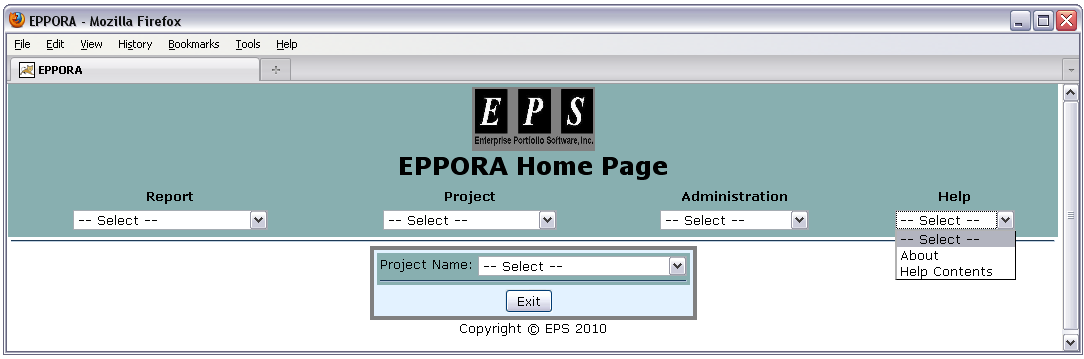 EPPORA - Mozilla Firefox
File Edit View History Bookmarks Tools Help
EPPORA
E P S
Enterprise Portfolio Software, Inc.
EPPORA Home Page
Report Project Administration Help
-- Select -- -- Select -- -- Select -- -- Select --
-- Select --
About
Help Contents
Project Name: -- Select --
Exit
Copyright © EPS 2010